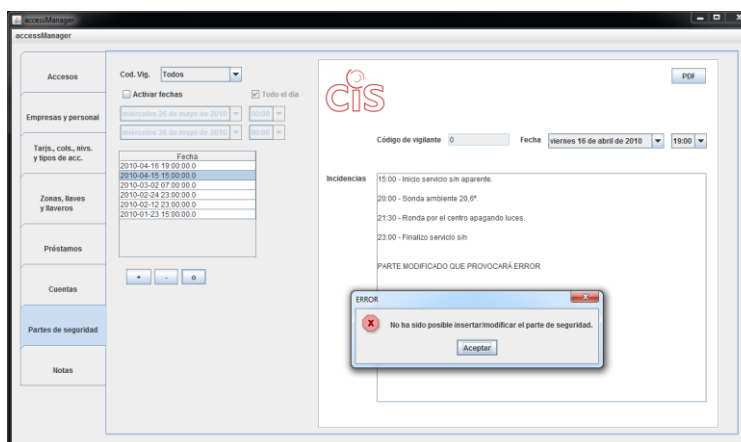 accessManager
accessManager
Accesos
Empresas y personal
Tarjs., cols., nivs.
y tipos de acc.
Zonas, llaves
y llaveros
Préstamos
Cuentas
Partes de seguridad
Notas
Cod. Vig. Todos
Activar fechas Todo el día
miércoles 26 de mayo de 2010 00:00
miércoles 26 de mayo de 2010 00:00
Fecha
2010-04-16 19:00:00.0
2010-04-15 15:00:00.0
2010-03-02 07:00:00.0
2010-02-24 23:00:00.0
2010-02-12 23:00:00.0
2010-01-23 15:00:00.0
+ - o
cis
PDF
Código de vigilante 0 Fecha viernes 16 de abril de 2010 19:00
Incidencias
15:00 - Inicio servicio s/n aparente.
20:00 - Sonda ambiente 20,6º.
21:30 - Ronda por el centro apagando luces.
23:00 - Finalizo servicio s/n
PARTE MODIFICADO QUE PROVOCARÁ ERROR
ERROR
No ha sido posible insertar/modificar el parte de seguridad.
Aceptar